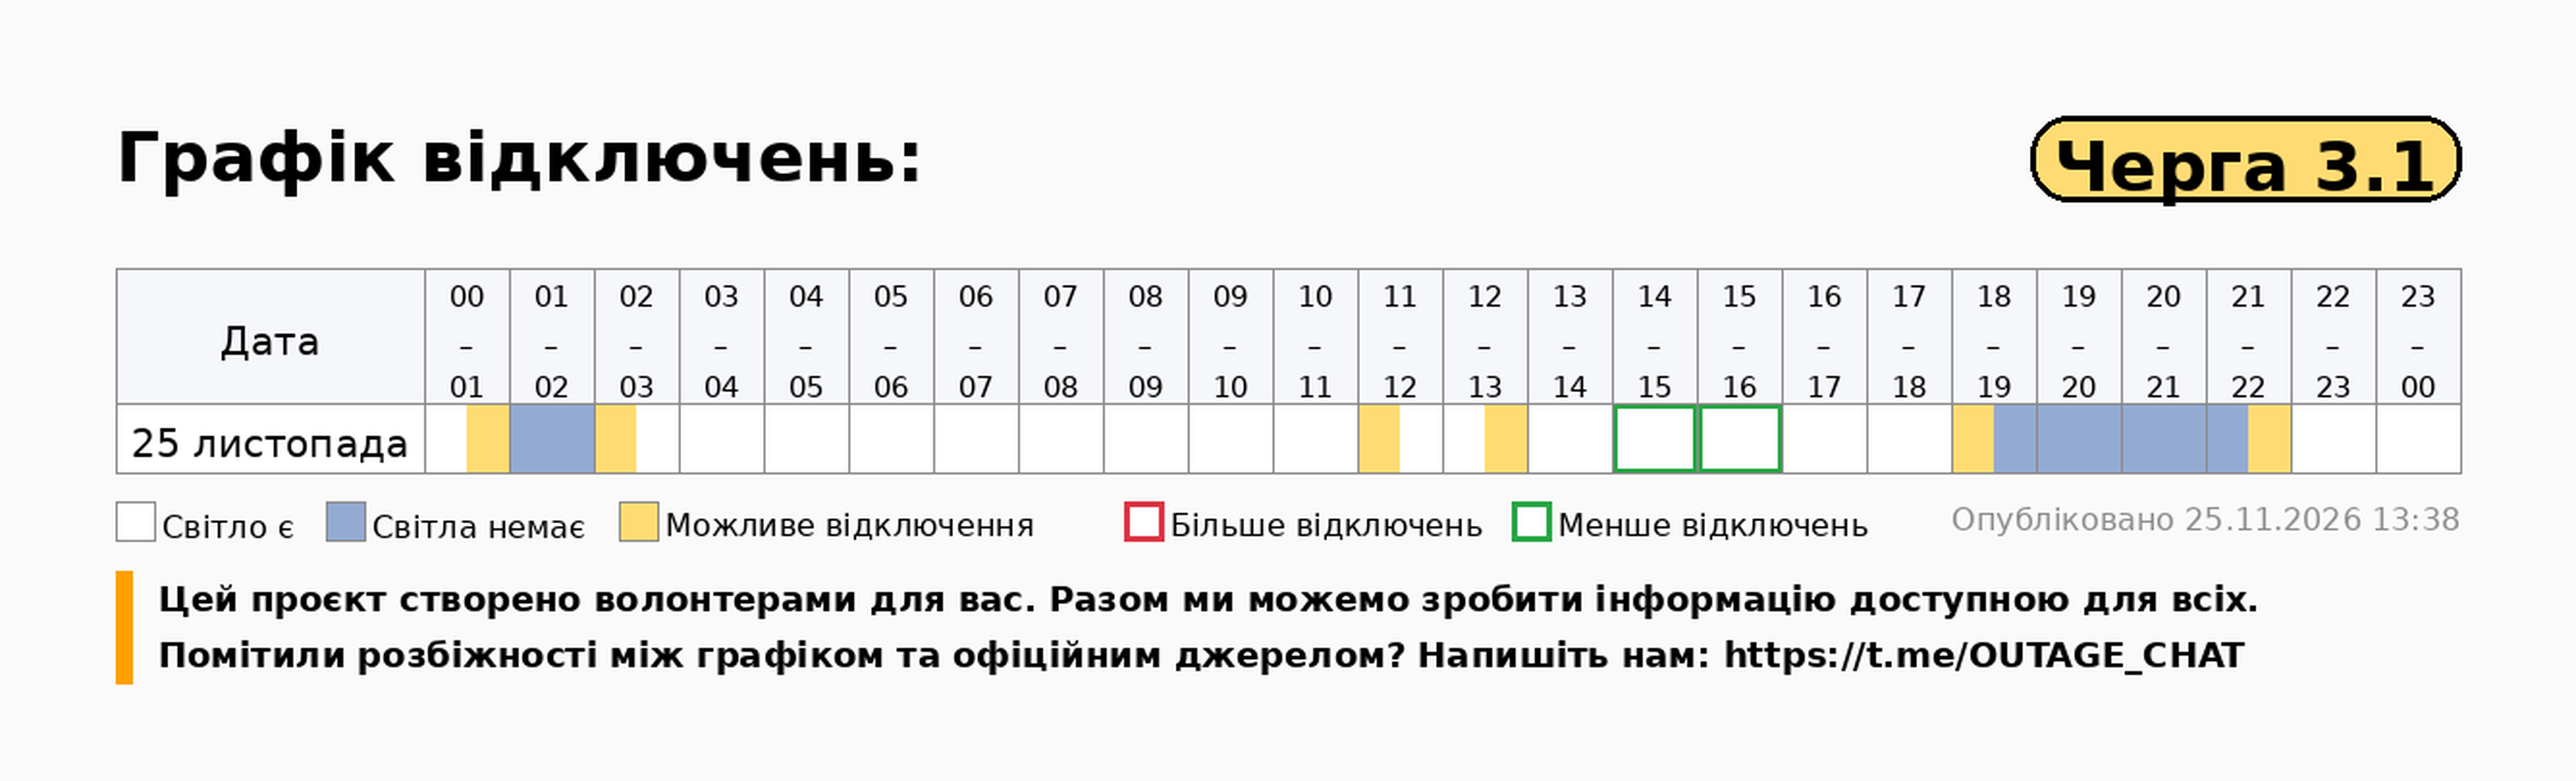 Графік відключень:
Черга 3.1
Дата
00 – 01
01 – 02
02 – 03
03 – 04
04 – 05
05 – 06
06 – 07
07 – 08
08 – 09
09 – 10
10 – 11
11 – 12
12 – 13
13 – 14
14 – 15
15 – 16
16 – 17
17 – 18
18 – 19
19 – 20
20 – 21
21 – 22
22 – 23
23 – 00
25 листопада
Світло є
Світла немає
Можливе відключення
Більше відключень
Менше відключень
Опубліковано 25.11.2026 13:38
Цей проєкт створено волонтерами для вас. Разом ми можемо зробити інформацію доступною для всіх.
Помітили розбіжності між графіком та офіційним джерелом? Напишіть нам: https://t.me/OUTAGE_CHAT